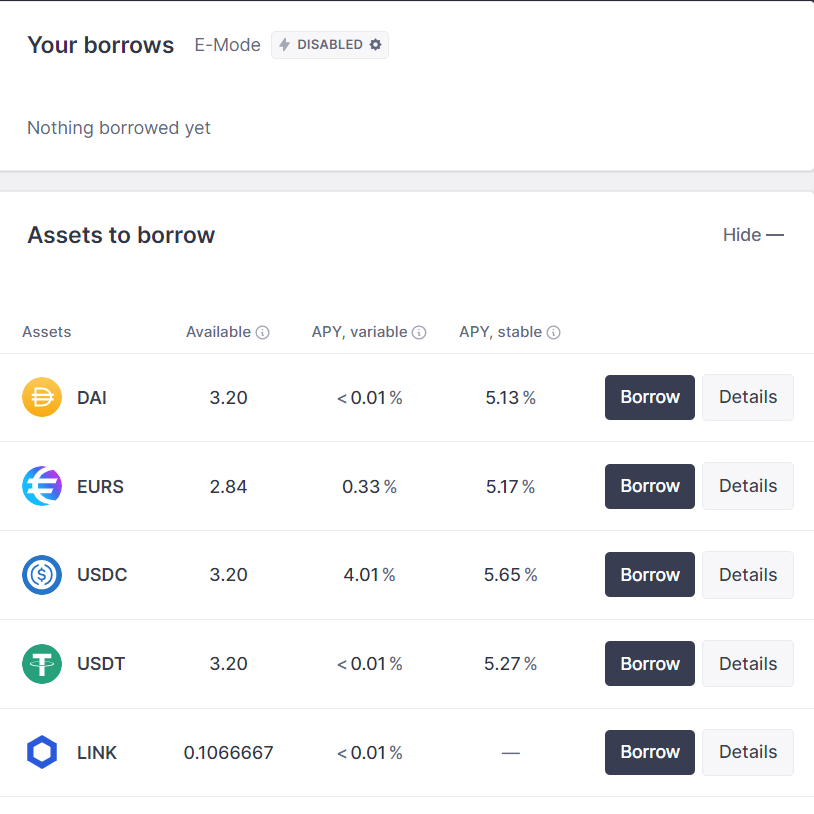 Your borrows E-Mode DISABLED
Nothing borrowed yet
Assets to borrow Hide —
Assets Available APY, variable APY, stable
DAI 3.20 <0.01% 5.13% Borrow Details
EURS 2.84 0.33% 5.17% Borrow Details
USDC 3.20 4.01% 5.65% Borrow Details
USDT 3.20 <0.01% 5.27% Borrow Details
LINK 0.1066667 <0.01% — Borrow Details